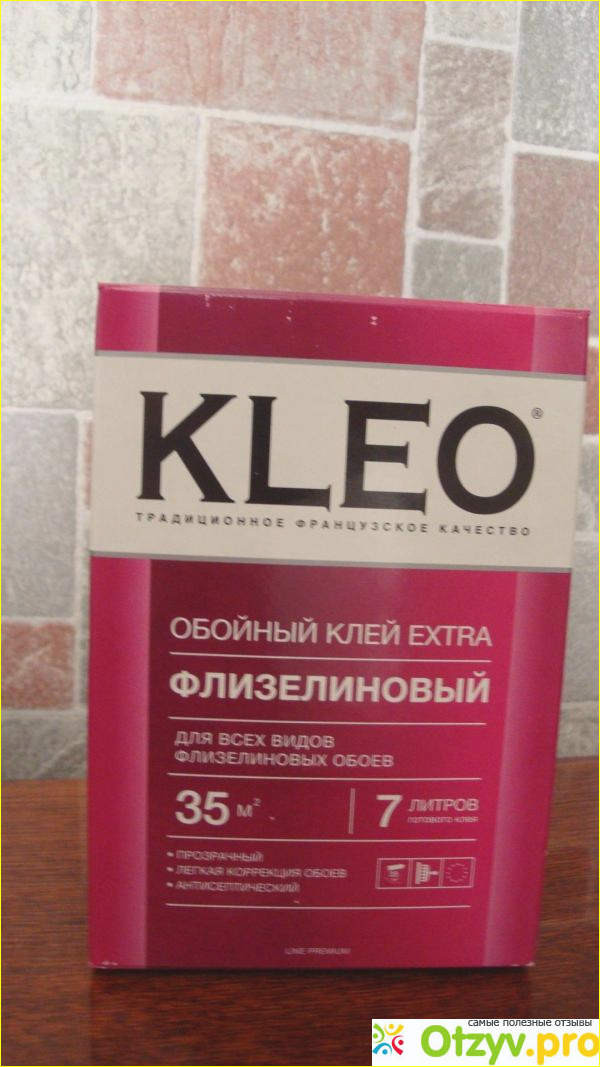 KLEO®
ТРАДИЦИОННОЕ ФРАНЦУЗСКОЕ КАЧЕСТВО
ОБОЙНЫЙ КЛЕЙ EXTRA
ФЛИЗЕЛИНОВЫЙ
ДЛЯ ВСЕХ ВИДОВ
ФЛИЗЕЛИНОВЫХ ОБОЕВ
35 м²
7 ЛИТРОВ
ГОТОВОГО КЛЕЯ
• ПРОЗРАЧНЫЙ
• ЛЕГКАЯ КОРРЕКЦИЯ ОБОЕВ
• АНТИСЕПТИЧЕСКИЙ
LINE PREMIUM
самые полезные отзывы
Otzyv.pro